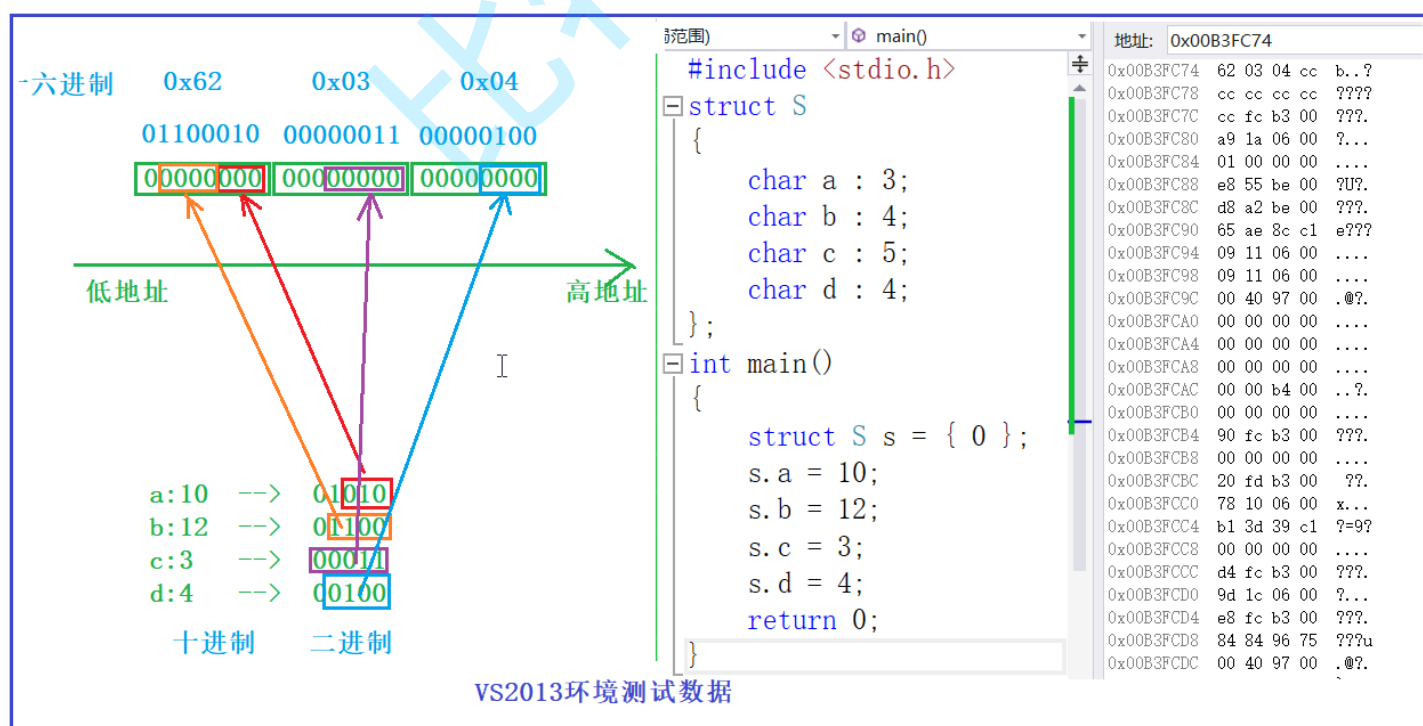 十六进制 0x62 0x03 0x04
01100010 00000011 00000100
00000000 00000000 00000000
低地址 高地址
a:10 --> 01010
b:12 --> 01100
c:3 --> 00011
d:4 --> 00100
十进制 二进制
局范围) main()
#include <stdio.h>
struct S
{
char a : 3;
char b : 4;
char c : 5;
char d : 4;
};
int main()
{
struct S s = { 0 };
s.a = 10;
s.b = 12;
s.c = 3;
s.d = 4;
return 0;
}
地址: 0x00B3FC74
0x00B3FC74 62 03 04 cc b..?
0x00B3FC78 cc cc cc cc ????
0x00B3FC7C cc fc b3 00 ???.
0x00B3FC80 a9 1a 06 00 ?...
0x00B3FC84 01 00 00 00 ....
0x00B3FC88 e8 55 be 00 ?U?.
0x00B3FC8C d8 a2 be 00 ???.
0x00B3FC90 65 ae 8c c1 e???
0x00B3FC94 09 11 06 00 ....
0x00B3FC98 09 11 06 00 ....
0x00B3FC9C 00 40 97 00 .@?.
0x00B3FCA0 00 00 00 00 ....
0x00B3FCA4 00 00 00 00 ....
0x00B3FCA8 00 00 00 00 ....
0x00B3FCAC 00 00 b4 00 ..?.
0x00B3FCB0 00 00 00 00 ....
0x00B3FCB4 90 fc b3 00 ???.
0x00B3FCB8 00 00 00 00 ....
0x00B3FCBC 20 fd b3 00 ??.
0x00B3FCC0 78 10 06 00 x...
0x00B3FCC4 b1 3d 39 c1 ?=9?
0x00B3FCC8 00 00 00 00 ....
0x00B3FCCC d4 fc b3 00 ???.
0x00B3FCD0 9d 1c 06 00 ?...
0x00B3FCD4 e8 fc b3 00 ???.
0x00B3FCD8 84 84 96 75 ???u
0x00B3FCDC 00 40 97 00 .@?.
VS2013环境测试数据